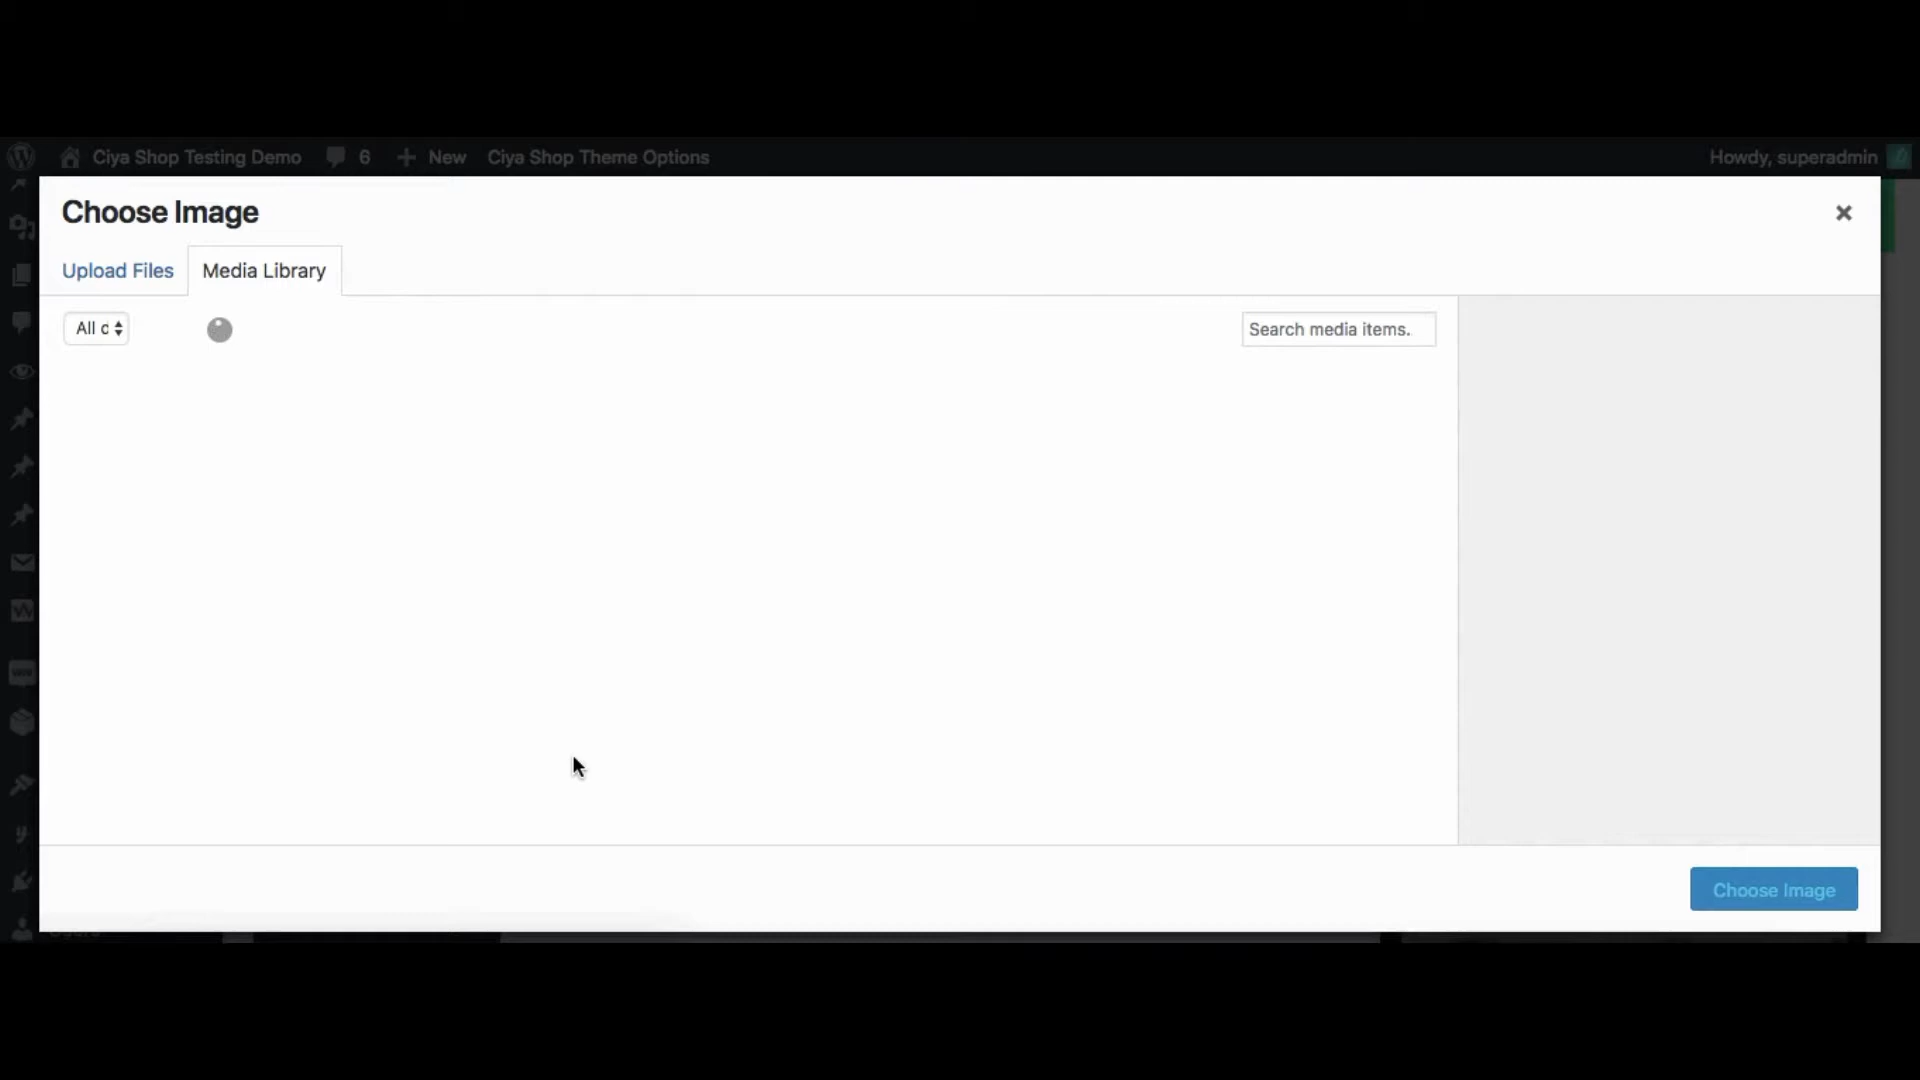 Ciya Shop Testing Demo 6 New Ciya Shop Theme Options Howdy, superadmin
Choose Image
Upload Files Media Library
All d Search media items.
Choose Image